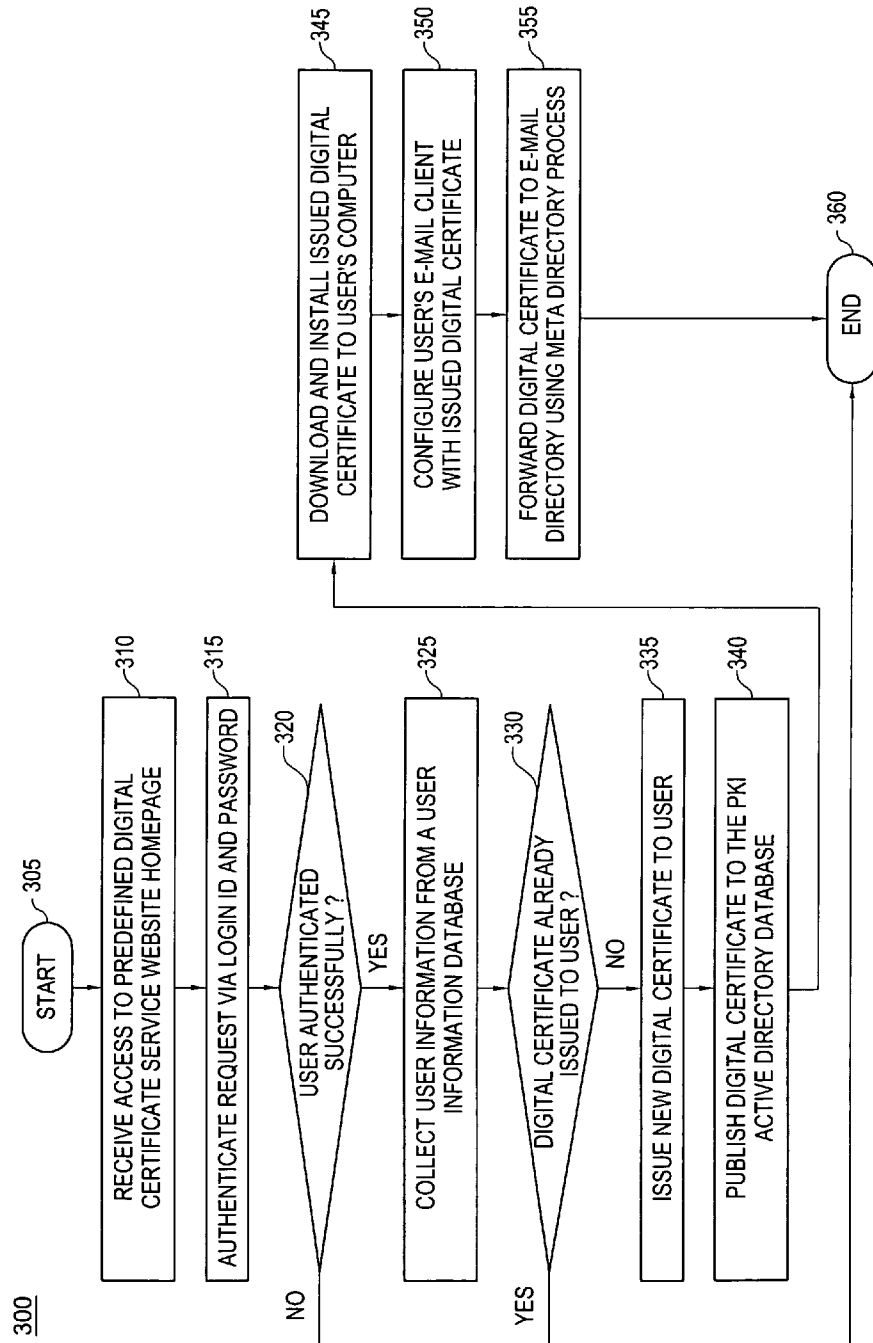 300
START
305
RECEIVE ACCESS TO PREDEFINED DIGITAL
CERTIFICATE SERVICE WEBSITE HOMEPAGE
310
AUTHENTICATE REQUEST VIA LOGIN ID AND PASSWORD
315
USER AUTHENTICATED
SUCCESSFULLY ?
320
NO
YES
COLLECT USER INFORMATION FROM A USER
INFORMATION DATABASE
325
DIGITAL CERTIFICATE ALREADY
ISSUED TO USER ?
330
YES
NO
ISSUE NEW DIGITAL CERTIFICATE TO USER
335
PUBLISH DIGITAL CERTIFICATE TO THE PKI
ACTIVE DIRECTORY DATABASE
340
DOWNLOAD AND INSTALL ISSUED DIGITAL
CERTIFICATE TO USER'S COMPUTER
345
CONFIGURE USER'S E-MAIL CLIENT
WITH ISSUED DIGITAL CERTIFICATE
350
FORWARD DIGITAL CERTIFICATE TO E-MAIL
DIRECTORY USING META DIRECTORY PROCESS
355
END
360